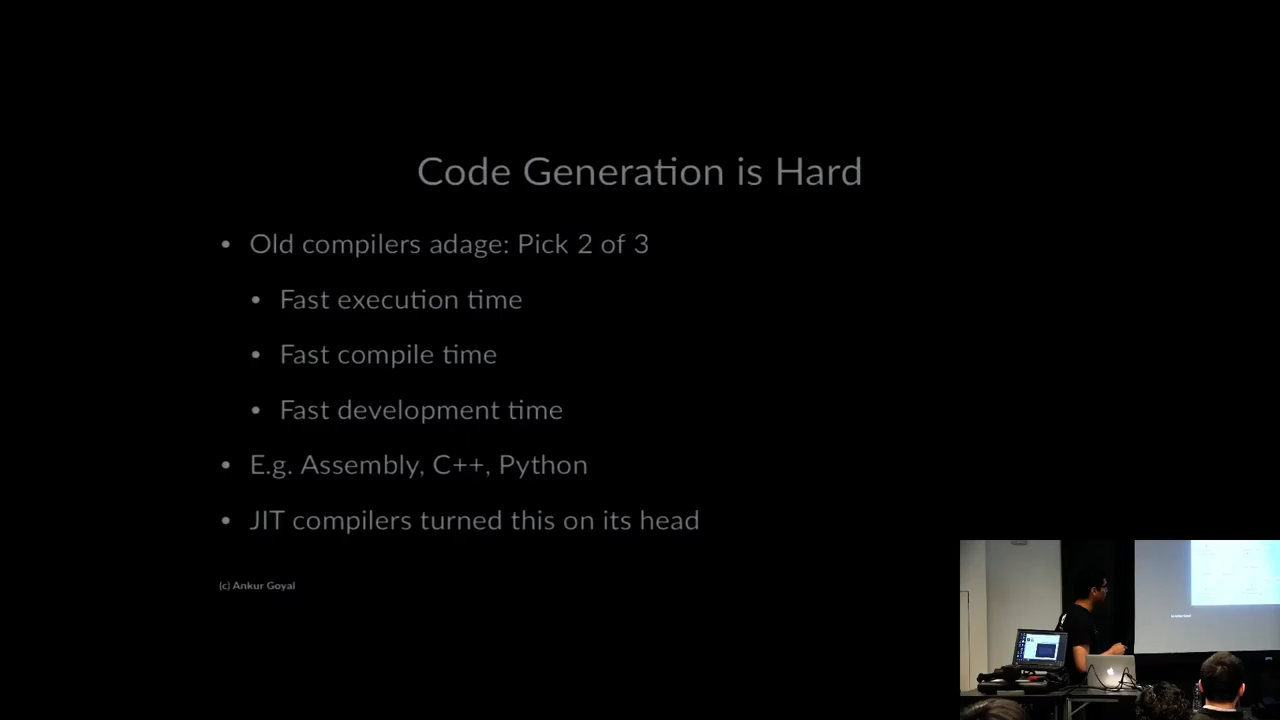 Code Generation is Hard
• Old compilers adage: Pick 2 of 3
• Fast execution time
• Fast compile time
• Fast development time
• E.g. Assembly, C++, Python
• JIT compilers turned this on its head
(c) Ankur Goyal